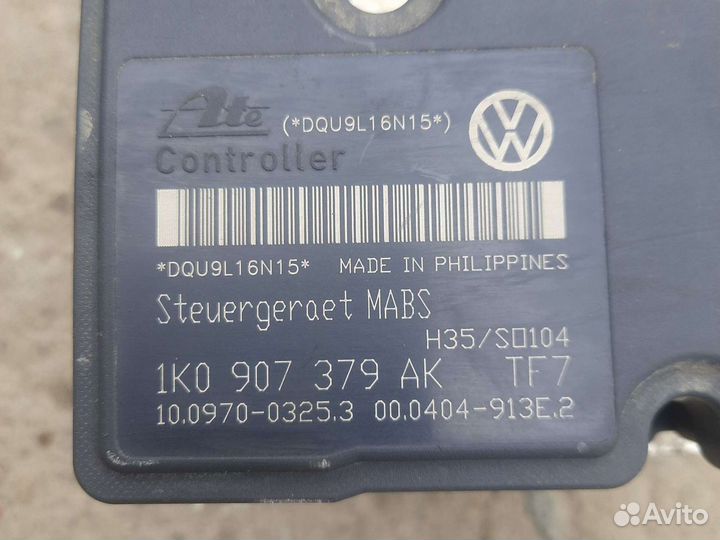 Ate (*DQU9L16N15*)
Controller
*DQU9L16N15* MADE IN PHILIPPINES
Steuergeraet MABS
H35/S□104
1K0 907 379 AK TF7
10.0970-0325.3 00.0404-913E.2
Avito